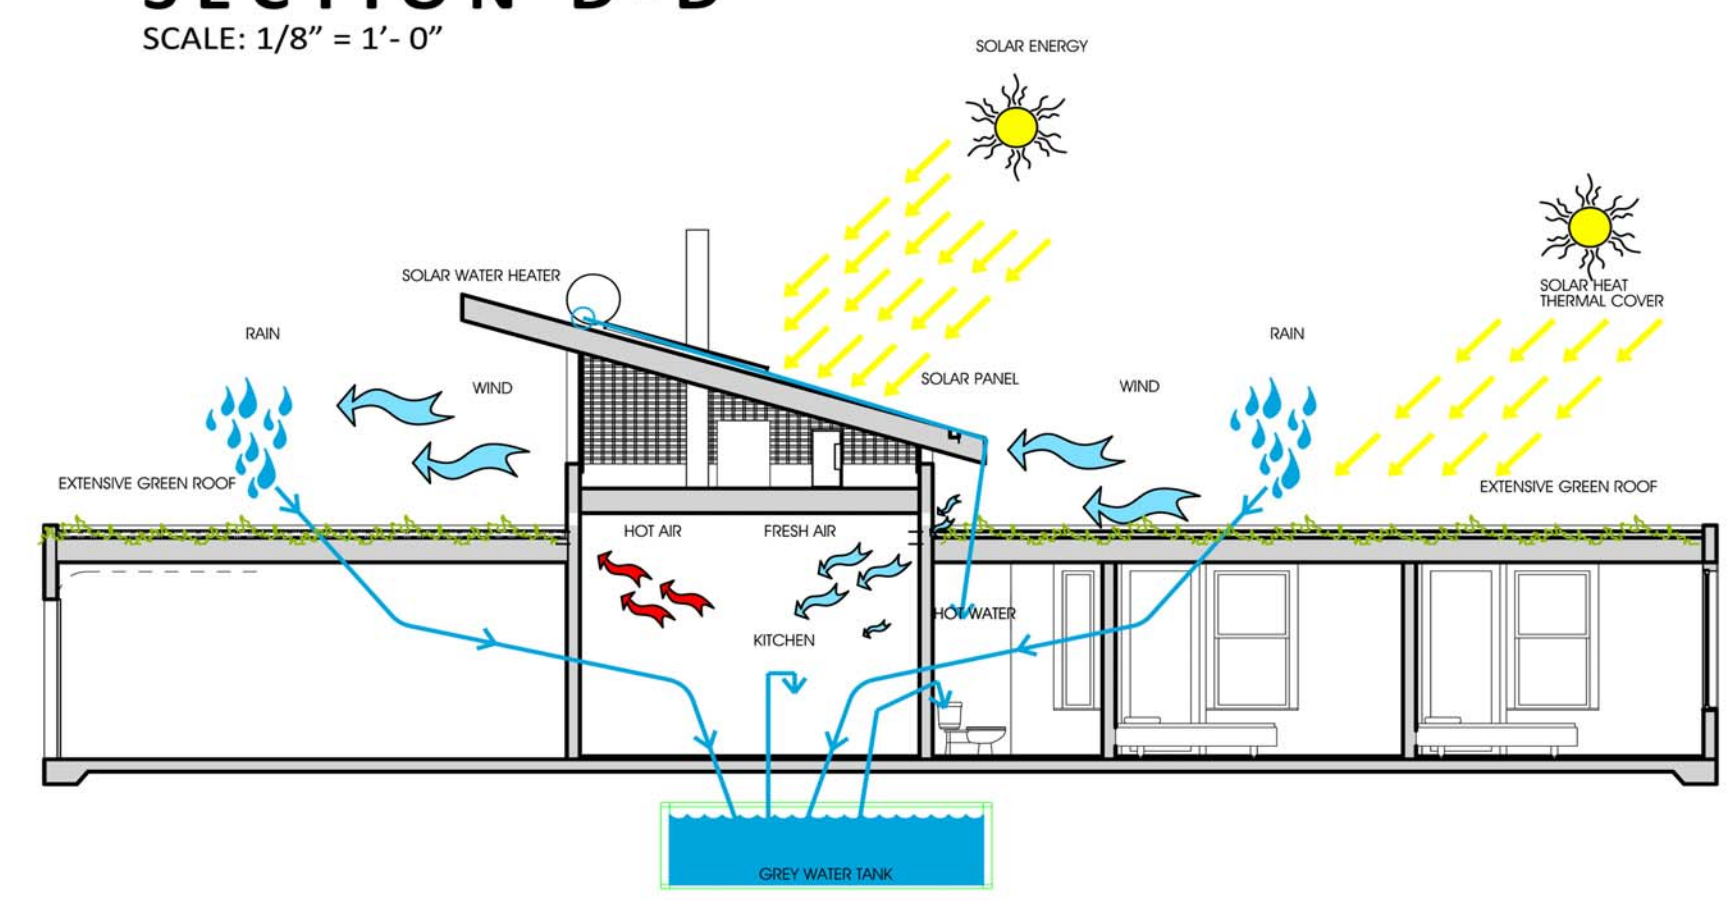 SECTION D-D
SCALE: 1/8” = 1’- 0”
SOLAR ENERGY
SOLAR WATER HEATER
SOLAR HEAT
THERMAL COVER
RAIN
RAIN
WIND
SOLAR PANEL
WIND
EXTENSIVE GREEN ROOF
EXTENSIVE GREEN ROOF
HOT AIR
FRESH AIR
HOT WATER
KITCHEN
GREY WATER TANK